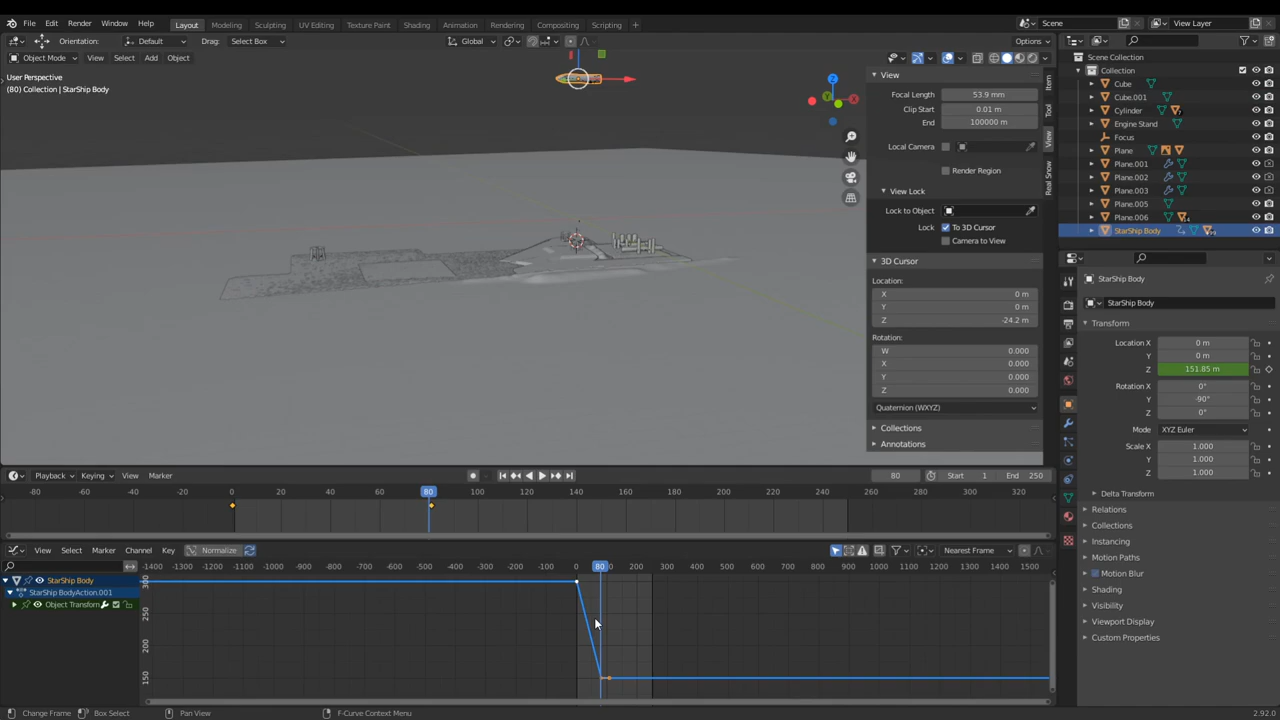 File Edit Render Window Help Layout Modeling Sculpting UV Editing Texture Paint Shading Animation Rendering Compositing Scripting + Scene View Layer
Orientation: Default Drag: Select Box Global Options
Object Mode View Select Add Object
User Perspective
(80) Collection | StarShip Body
Z
X
Y
View
Focal Length 53.9 mm
Clip Start 0.01 m
End 100000 m
Local Camera
Render Region
View Lock
Lock to Object
Lock To 3D Cursor
Camera to View
3D Cursor
Location:
X 0 m
Y 0 m
Z -24.2 m
Rotation:
W 0.000
X 0.000
Y 0.000
Z 0.000
Quaternion (WXYZ)
Collections
Annotations
Item
Tool
View
Real Snow
Scene Collection
Collection
Cube
Cube.001
Cylinder
Engine Stand
Focus
Plane
Plane.001
Plane.002
Plane.003
Plane.005
Plane.006
StarShip Body
StarShip Body
StarShip Body
Transform
Location X 0 m
Y 0 m
Z 151.85 m
Rotation X 0°
Y -90°
Z 0°
Mode XYZ Euler
Scale X 1.000
Y 1.000
Z 1.000
Delta Transform
Relations
Collections
Instancing
Motion Paths
Motion Blur
Shading
Visibility
Viewport Display
Custom Properties
Playback Keying View Marker 80 Start 1 End 250
-80 -60 -40 -20 0 20 40 60 80 100 120 140 160 180 200 220 240 260 280 300 320
View Select Marker Channel Key Normalize Nearest Frame
-1400 -1300 -1200 -1100 -1000 -900 -800 -700 -600 -500 -400 -300 -200 -100 0 80 200 300 400 500 600 700 800 900 1000 1100 1200 1300 1400 1500
StarShip Body
StarShip BodyAction.001
Object Transform
300
250
200
150
Change Frame Box Select Pan View F-Curve Context Menu 2.92.0